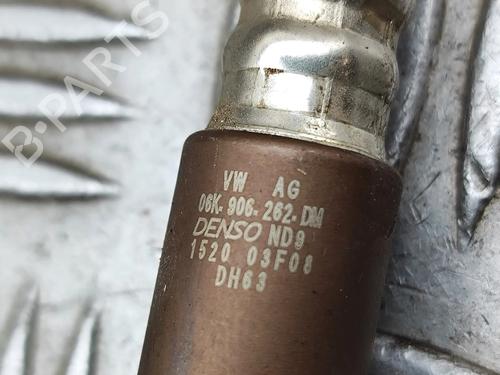 B-PARTS
VW AG
06K-906-262-DM
DENSO ND9
1520 03F08
DH63